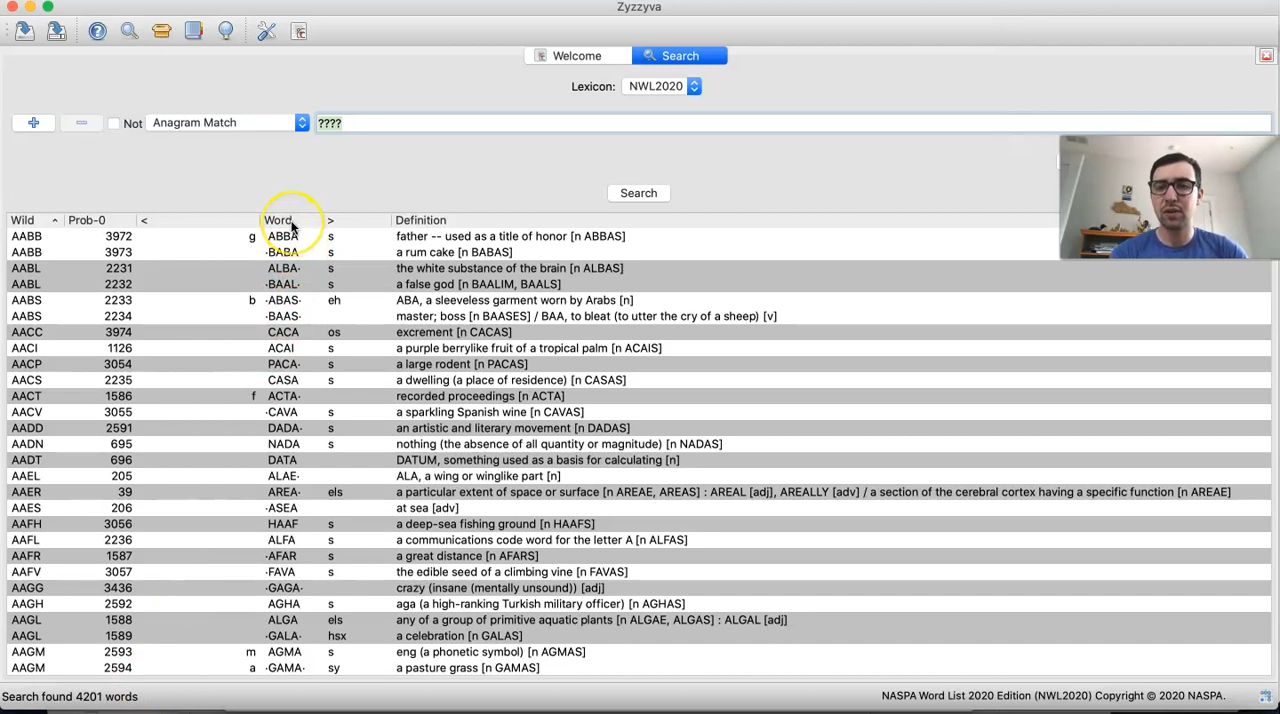 Zyzzyva
Welcome Search
Lexicon: NWL2020
Not Anagram Match ????
Search
Wild Prob-0 < Word > Definition
AABB 3972 g ABBA s father -- used as a title of honor [n ABBAS]
AABB 3973 ·BABA s a rum cake [n BABAS]
AABL 2231 ALBA· s the white substance of the brain [n ALBAS]
AABL 2232 ·BAAL· s a false god [n BAALIM, BAALS]
AABS 2233 b ·ABAS· eh ABA, a sleeveless garment worn by Arabs [n]
AABS 2234 ·BAAS· master; boss [n BAASES] / BAA, to bleat (to utter the cry of a sheep) [v]
AACC 3974 CACA os excrement [n CACAS]
AACI 1126 ACAI s a purple berrylike fruit of a tropical palm [n ACAIS]
AACP 3054 PACA· s a large rodent [n PACAS]
AACS 2235 CASA s a dwelling (a place of residence) [n CASAS]
AACT 1586 f ACTA· recorded proceedings [n ACTA]
AACV 3055 ·CAVA s a sparkling Spanish wine [n CAVAS]
AADD 2591 DADA· s an artistic and literary movement [n DADAS]
AADN 695 NADA s nothing (the absence of all quantity or magnitude) [n NADAS]
AADT 696 DATA DATUM, something used as a basis for calculating [n]
AAEL 205 ALAE· ALA, a wing or winglike part [n]
AAER 39 AREA· els a particular extent of space or surface [n AREAE, AREAS] : AREAL [adj], AREALLY [adv] / a section of the cerebral cortex having a specific function [n AREAE]
AAES 206 ·ASEA at sea [adv]
AAFH 3056 HAAF s a deep-sea fishing ground [n HAAFS]
AAFL 2236 ALFA s a communications code word for the letter A [n ALFAS]
AAFR 1587 ·AFAR s a great distance [n AFARS]
AAFV 3057 ·FAVA s the edible seed of a climbing vine [n FAVAS]
AAGG 3436 ·GAGA· crazy (insane (mentally unsound)) [adj]
AAGH 2592 AGHA s aga (a high-ranking Turkish military officer) [n AGHAS]
AAGL 1588 ALGA els any of a group of primitive aquatic plants [n ALGAE, ALGAS] : ALGAL [adj]
AAGL 1589 ·GALA· hsx a celebration [n GALAS]
AAGM 2593 m AGMA s eng (a phonetic symbol) [n AGMAS]
AAGM 2594 a ·GAMA· sy a pasture grass [n GAMAS]
Search found 4201 words NASPA Word List 2020 Edition (NWL2020) Copyright © 2020 NASPA.